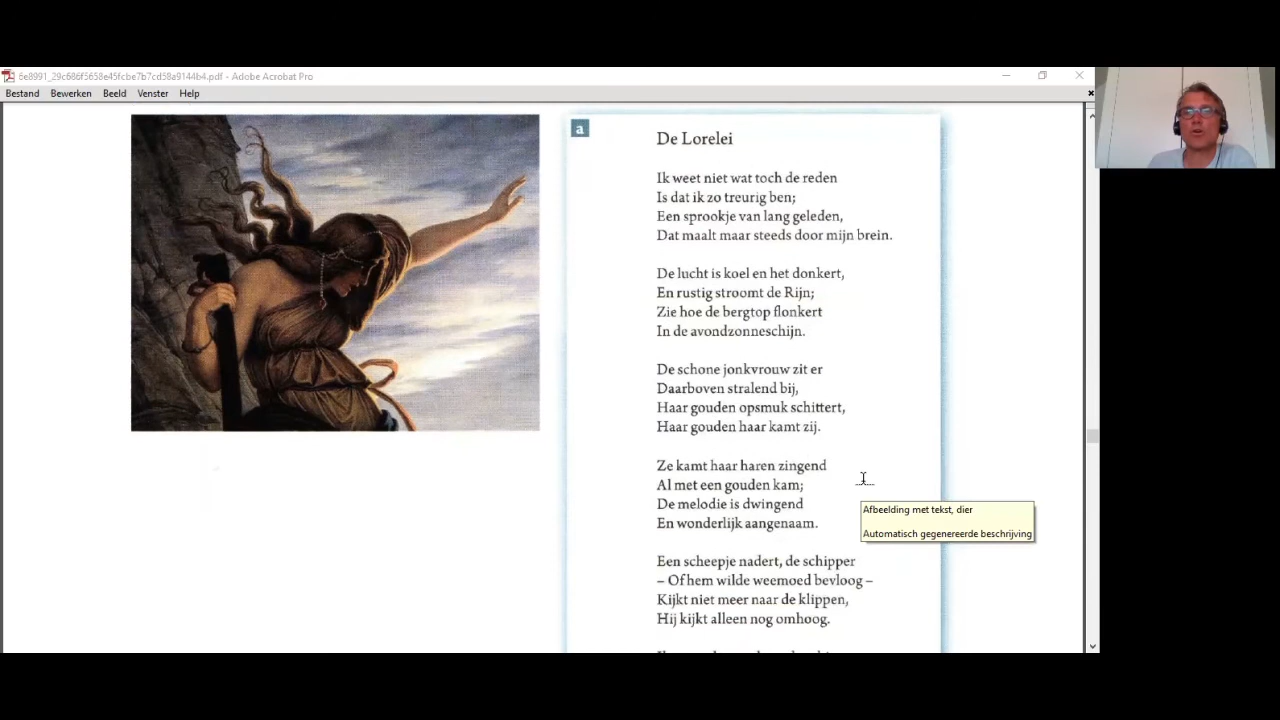 6e8991_29c686f5658e45fcbe7b7cd58a9144b4.pdf - Adobe Acrobat Pro
Bestand Bewerken Beeld Venster Help
a
De Lorelei
Ik weet niet wat toch de reden
Is dat ik zo treurig ben;
Een sprookje van lang geleden,
Dat maalt maar steeds door mijn brein.
De lucht is koel en het donkert,
En rustig stroomt de Rijn;
Zie hoe de bergtop flonkert
In de avondzonneschijn.
De schone jonkvrouw zit er
Daarboven stralend bij,
Haar gouden opsmuk schittert,
Haar gouden haar kamt zij.
Ze kamt haar haren zingend
Al met een gouden kam;
De melodie is dwingend
En wonderlijk aangenaam.
Een scheepje nadert, de schipper
– Of hem wilde weemoed bevloog –
Kijkt niet meer naar de klippen,
Hij kijkt alleen nog omhoog.
Afbeelding met tekst, dier
Automatisch gegenereerde beschrijving